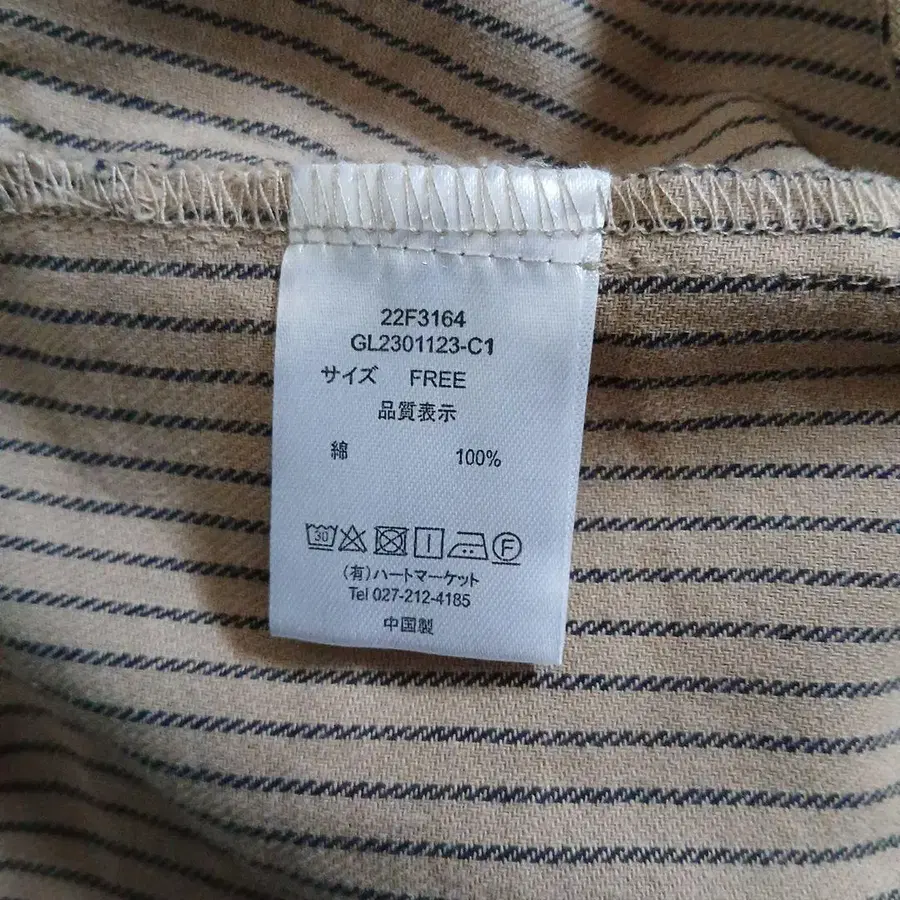 22F3164
GL2301123-C1
サイズ FREE
品質表示
綿 100%
30 F
(有)ハートマーケット
Tel 027-212-4185
中国製